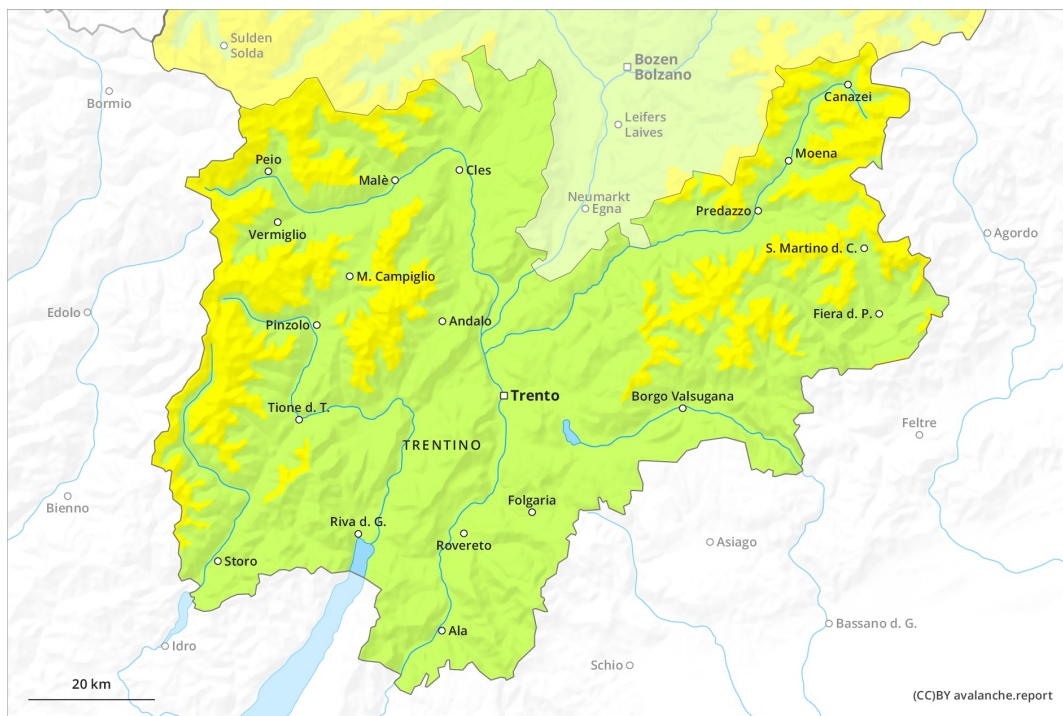 Sulden
Solda
Bozen
Bolzano
Bormio
Canazei
Leifers
Laives
Moena
Peio
Malè
Cles
Neumarkt
Egna
Predazzo
Vermiglio
S. Martino d. C.
Agordo
M. Campiglio
Edolo
Pinzolo
Andalo
Fiera d. P.
Trento
Borgo Valsugana
Tione d. T.
Feltre
TRENTINO
Bienno
Folgaria
Riva d. G.
Rovereto
Asiago
Storo
Bassano d. G.
Ala
Idro
Schio
20 km
(CC)BY avalanche.report